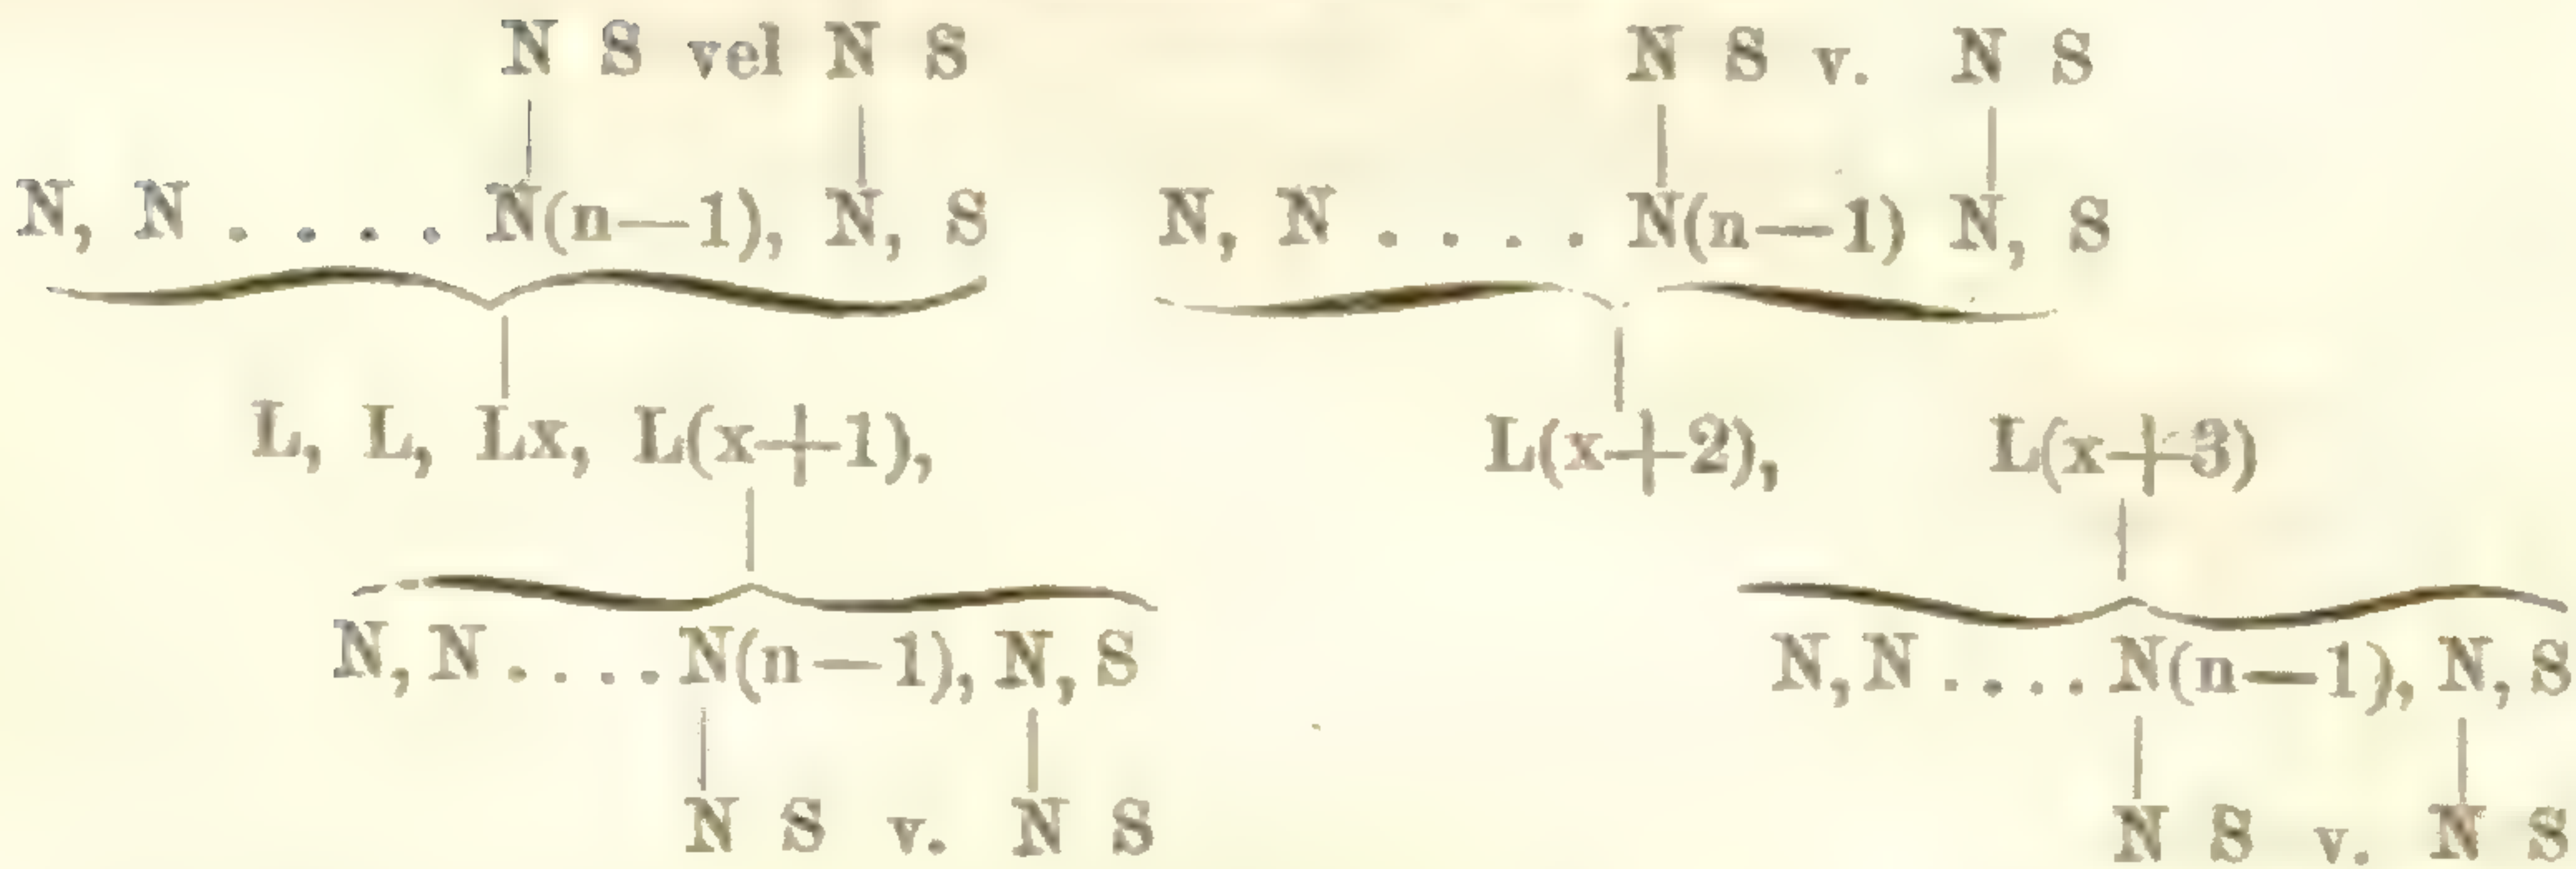 N S vel N S N S v. N S
N, N . . . . N(n—1), N, S N, N . . . . N(n—1) N, S
L, L, Lx, L(x+1), L(x+2), L(x+3)
N, N . . . . N(n—1), N, S N, N . . . . N(n—1), N, S
N S v. N S N S v. N S